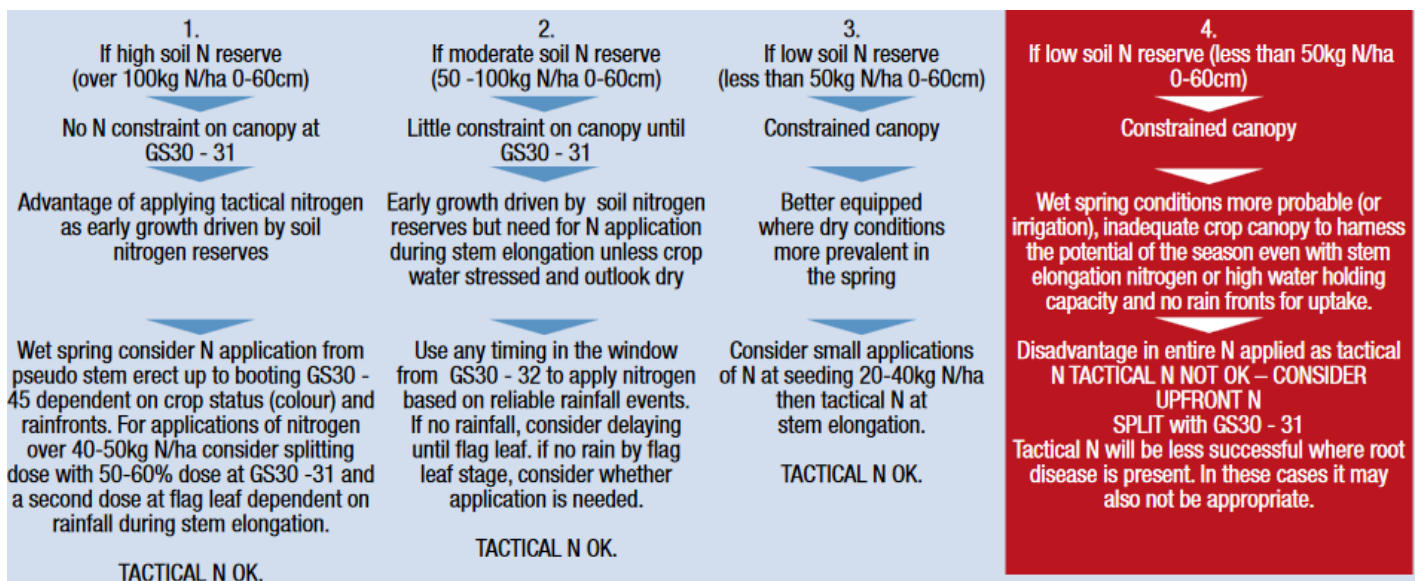 1.
If high soil N reserve
(over 100kg N/ha 0-60cm)
No N constraint on canopy at
GS30 - 31
Advantage of applying tactical nitrogen
as early growth driven by soil
nitrogen reserves
Wet spring consider N application from
pseudo stem erect up to booting GS30 -
45 dependent on crop status (colour) and
rainfronts. For applications of nitrogen
over 40-50kg N/ha consider splitting
dose with 50-60% dose at GS30 -31 and
a second dose at flag leaf dependent on
rainfall during stem elongation.
TACTICAL N OK.
2.
If moderate soil N reserve
(50 -100kg N/ha 0-60cm)
Little constraint on canopy until
GS30 - 31
Early growth driven by soil nitrogen
reserves but need for N application
during stem elongation unless crop
water stressed and outlook dry
Use any timing in the window
from GS30 - 32 to apply nitrogen
based on reliable rainfall events.
If no rainfall, consider delaying
until flag leaf. if no rain by flag
leaf stage, consider whether
application is needed.
TACTICAL N OK.
3.
If low soil N reserve
(less than 50kg N/ha 0-60cm)
Constrained canopy
Better equipped
where dry conditions
more prevalent in
the spring
Consider small applications
of N at seeding 20-40kg N/ha
then tactical N at
stem elongation.
TACTICAL N OK.
4.
If low soil N reserve (less than 50kg N/ha
0-60cm)
Constrained canopy
Wet spring conditions more probable (or
irrigation), inadequate crop canopy to harness
the potential of the season even with stem
elongation nitrogen or high water holding
capacity and no rain fronts for uptake.
Disadvantage in entire N applied as tactical
N TACTICAL N NOT OK – CONSIDER
UPFRONT N
SPLIT with GS30 - 31
Tactical N will be less successful where root
disease is present. In these cases it may
also not be appropriate.